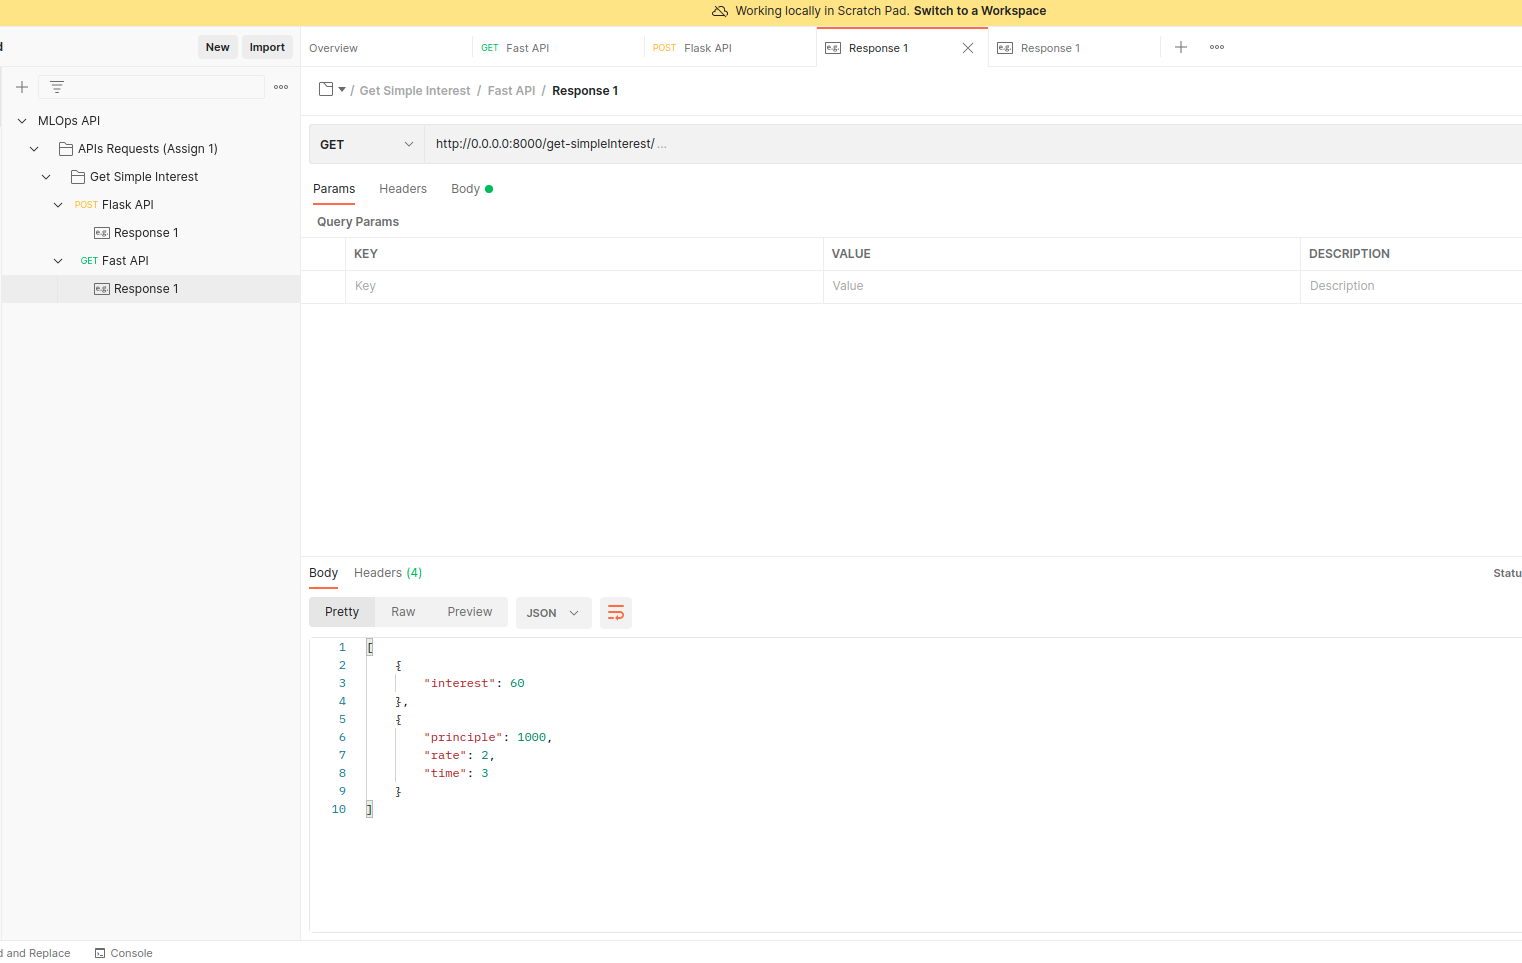 Working locally in Scratch Pad. Switch to a Workspace
d
New
Import
Overview
GET Fast API
POST Flask API
e.g. Response 1
e.g. Response 1
/ Get Simple Interest / Fast API / Response 1
MLOps API
APIs Requests (Assign 1)
Get Simple Interest
POST Flask API
e.g. Response 1
GET Fast API
e.g. Response 1
GET
http://0.0.0.0:8000/get-simpleInterest/ ...
Params Headers Body
Query Params
KEY VALUE DESCRIPTION
Key Value Description
Body Headers (4)
Statu
Pretty Raw Preview JSON
1 [
2 {
3 "interest": 60
4 },
5 {
6 "principle": 1000,
7 "rate": 2,
8 "time": 3
9 }
10 ]
d and Replace
Console